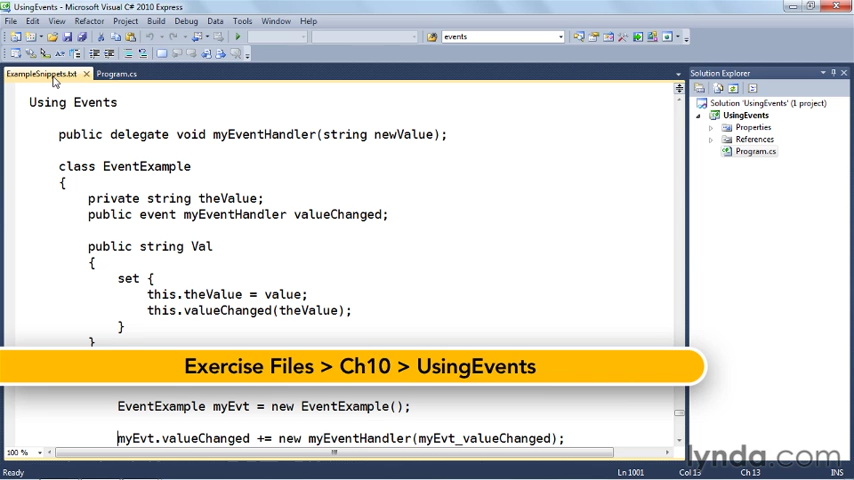 UsingEvents - Microsoft Visual C# 2010 Express
File Edit View Refactor Project Build Debug Data Tools Window Help
events
ExampleSnippets.txt Program.cs
Solution Explorer
Using Events
public delegate void myEventHandler(string newValue);
class EventExample
{
private string theValue;
public event myEventHandler valueChanged;
public string Val
{
set {
this.theValue = value;
this.valueChanged(theValue);
}
}
Solution 'UsingEvents' (1 project)
UsingEvents
Properties
References
Program.cs
Exercise Files > Ch10 > UsingEvents
EventExample myEvt = new EventExample();
myEvt.valueChanged += new myEventHandler(myEvt_valueChanged);
100 %
lynda.com
Ready Ln 1001 Col 13 Ch 13 INS